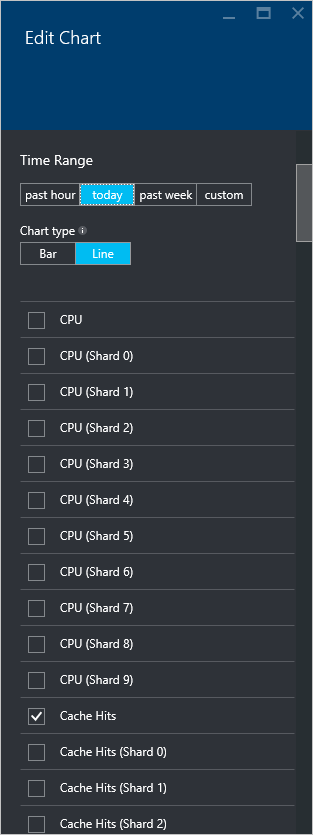 Edit Chart
Time Range
past hour today past week custom
Chart type
Bar Line
CPU
CPU (Shard 0)
CPU (Shard 1)
CPU (Shard 2)
CPU (Shard 3)
CPU (Shard 4)
CPU (Shard 5)
CPU (Shard 6)
CPU (Shard 7)
CPU (Shard 8)
CPU (Shard 9)
Cache Hits
Cache Hits (Shard 0)
Cache Hits (Shard 1)
Cache Hits (Shard 2)